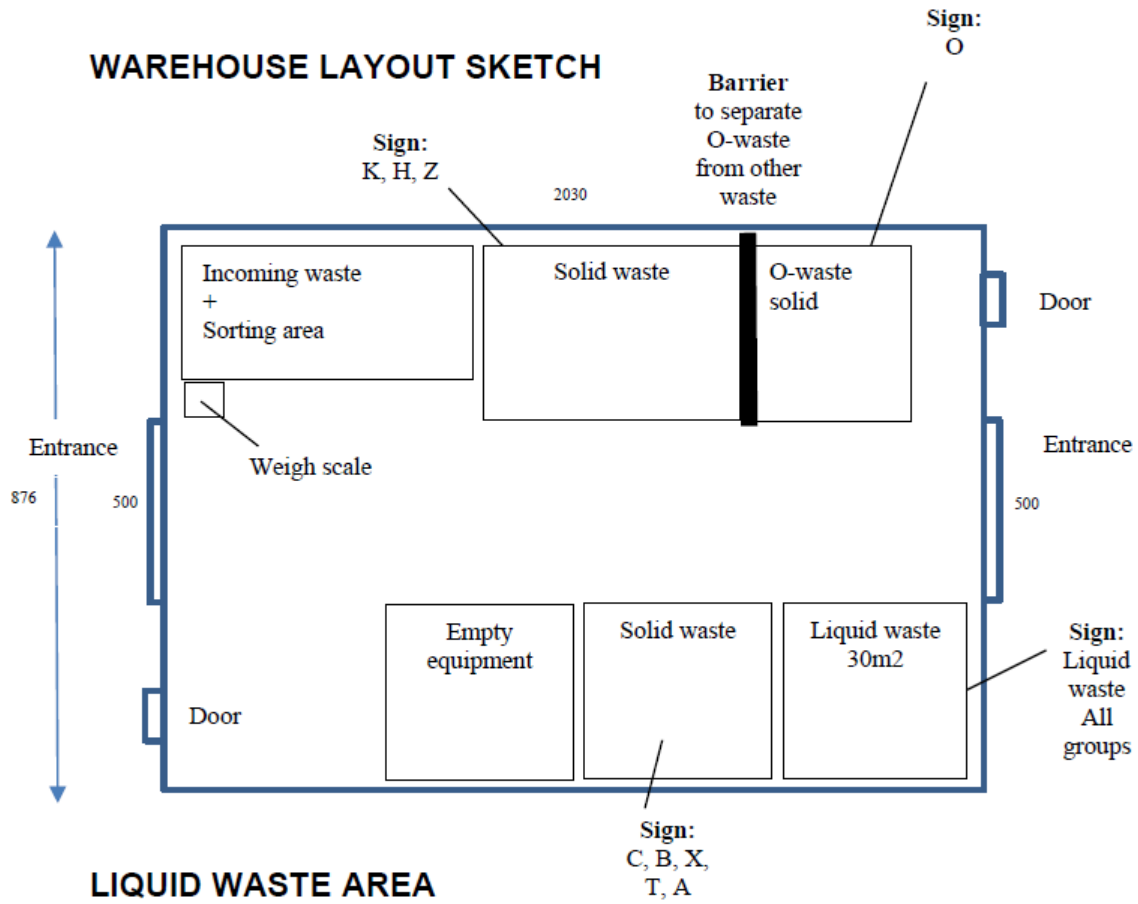 WAREHOUSE LAYOUT SKETCH
Sign:
O
Barrier
to separate
O-waste
from other
waste
Sign:
K, H, Z
2030
Incoming waste
+
Sorting area
Solid waste
O-waste
solid
Door
Weigh scale
Entrance
876
500
Entrance
500
Empty
equipment
Solid waste
Liquid waste
30m2
Sign:
Liquid
waste
All
groups
Door
Sign:
C, B, X,
T, A
LIQUID WASTE AREA